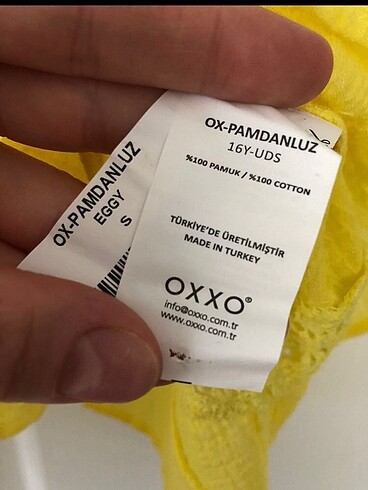 OX-PAMDANLUZ
16Y-UDS
%100 PAMUK / %100 COTTON
TÜRKİYE'DE ÜRETİLMİŞTİR
MADE IN TURKEY
OXXO®
info@oxxo.com.tr
www.oxxo.com.tr
OX-PAMDANLUZ
EGGY
S